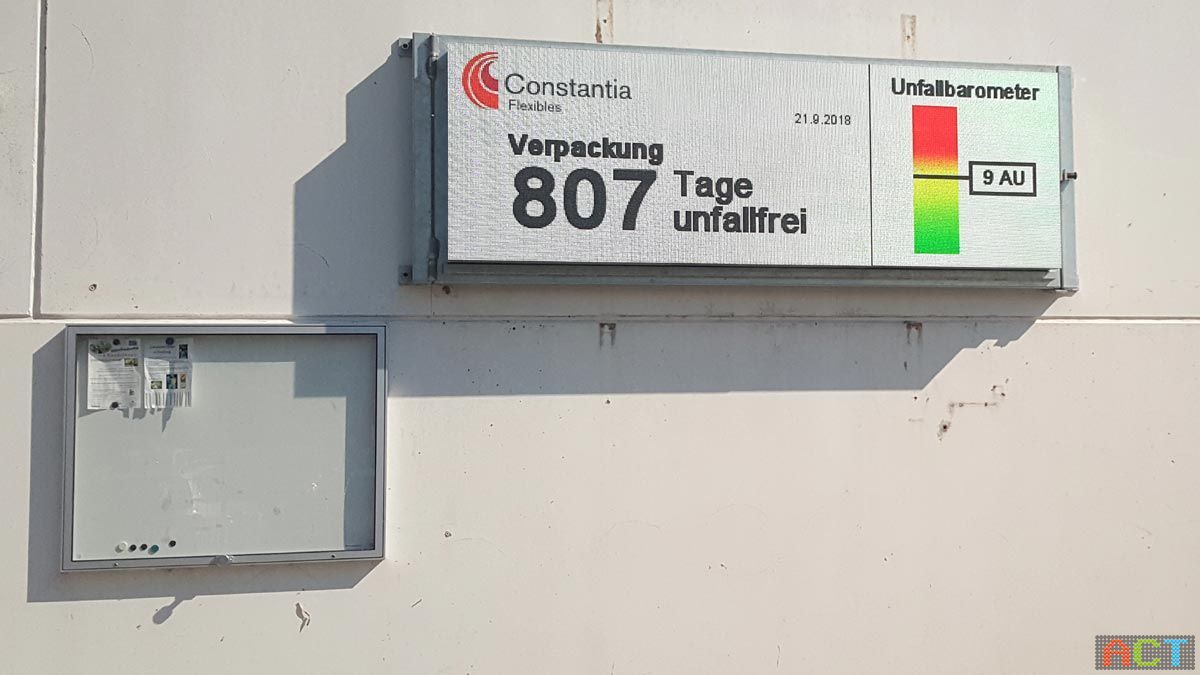 Constantia
Flexibles
21.9.2018
Verpackung
807 Tage
unfallfrei
Unfallbarometer
9 AU
ACT